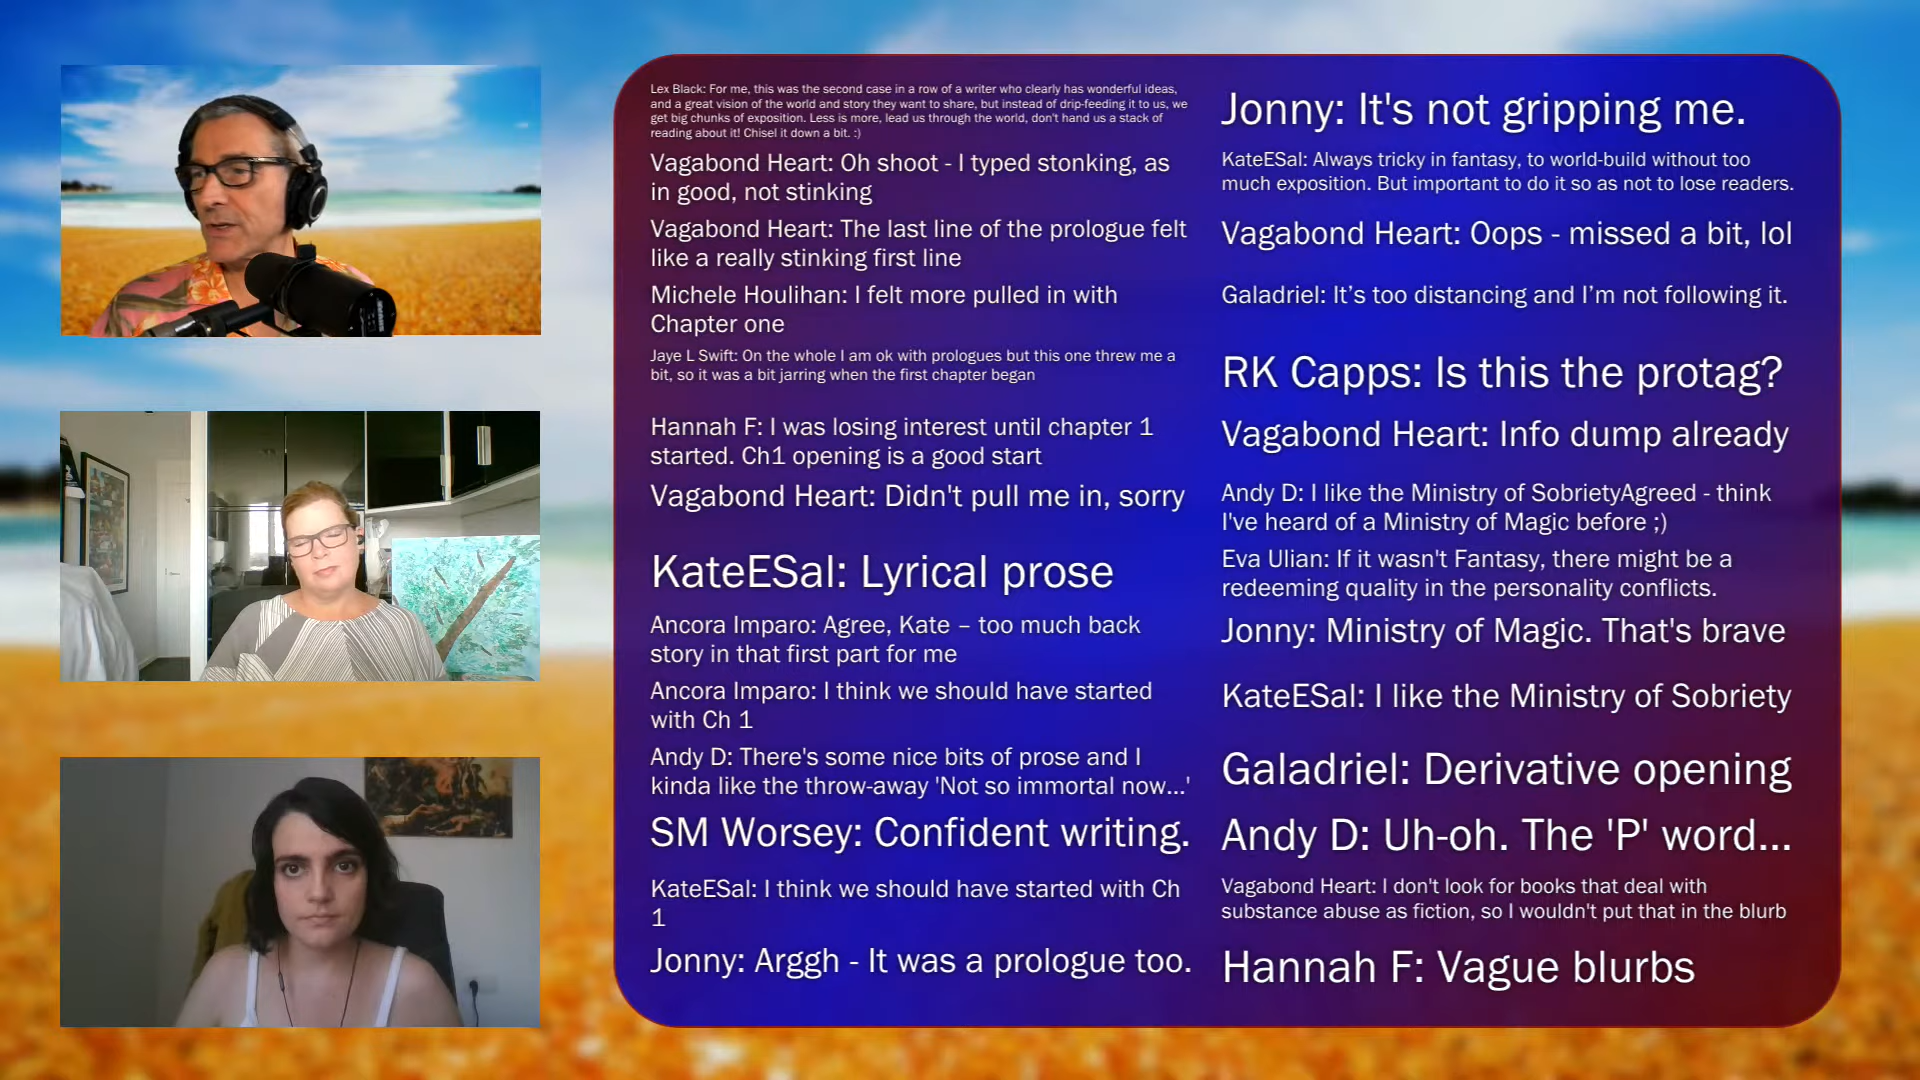 Lex Black: For me, this was the second case in a row of a writer who clearly has wonderful ideas,
and a great vision of the world and story they want to share, but instead of drip-feeding it to us, we
get big chunks of exposition. Less is more, lead us through the world, don't hand us a stack of
reading about it! Chisel it down a bit. :)
Vagabond Heart: Oh shoot - I typed stonking, as
in good, not stinking
Vagabond Heart: The last line of the prologue felt
like a really stinking first line
Michele Houlihan: I felt more pulled in with
Chapter one
Jaye L Swift: On the whole I am ok with prologues but this one threw me a
bit, so it was a bit jarring when the first chapter began
Hannah F: I was losing interest until chapter 1
started. Ch1 opening is a good start
Vagabond Heart: Didn't pull me in, sorry
KateESal: Lyrical prose
Ancora Imparo: Agree, Kate – too much back
story in that first part for me
Ancora Imparo: I think we should have started
with Ch 1
Andy D: There's some nice bits of prose and I
kinda like the throw-away 'Not so immortal now...'
SM Worsey: Confident writing.
KateESal: I think we should have started with Ch
1
Jonny: Arggh - It was a prologue too.
Jonny: It's not gripping me.
KateESal: Always tricky in fantasy, to world-build without too
much exposition. But important to do it so as not to lose readers.
Vagabond Heart: Oops - missed a bit, lol
Galadriel: It’s too distancing and I’m not following it.
RK Capps: Is this the protag?
Vagabond Heart: Info dump already
Andy D: I like the Ministry of SobrietyAgreed - think
I've heard of a Ministry of Magic before ;)
Eva Ulian: If it wasn't Fantasy, there might be a
redeeming quality in the personality conflicts.
Jonny: Ministry of Magic. That's brave
KateESal: I like the Ministry of Sobriety
Galadriel: Derivative opening
Andy D: Uh-oh. The 'P' word...
Vagabond Heart: I don't look for books that deal with
substance abuse as fiction, so I wouldn't put that in the blurb
Hannah F: Vague blurbs